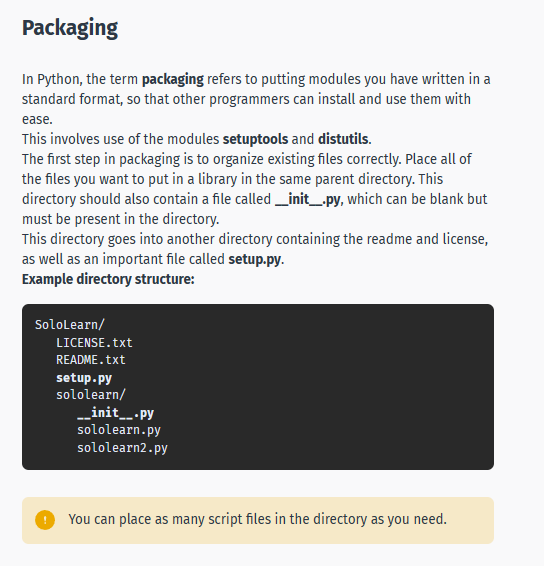 Packaging
In Python, the term packaging refers to putting modules you have written in a
standard format, so that other programmers can install and use them with
ease.
This involves use of the modules setuptools and distutils.
The first step in packaging is to organize existing files correctly. Place all of
the files you want to put in a library in the same parent directory. This
directory should also contain a file called __init__.py, which can be blank but
must be present in the directory.
This directory goes into another directory containing the readme and license,
as well as an important file called setup.py.
Example directory structure:
SoloLearn/
   LICENSE.txt
   README.txt
   setup.py
   sololearn/
      __init__.py
      sololearn.py
      sololearn2.py
! You can place as many script files in the directory as you need.